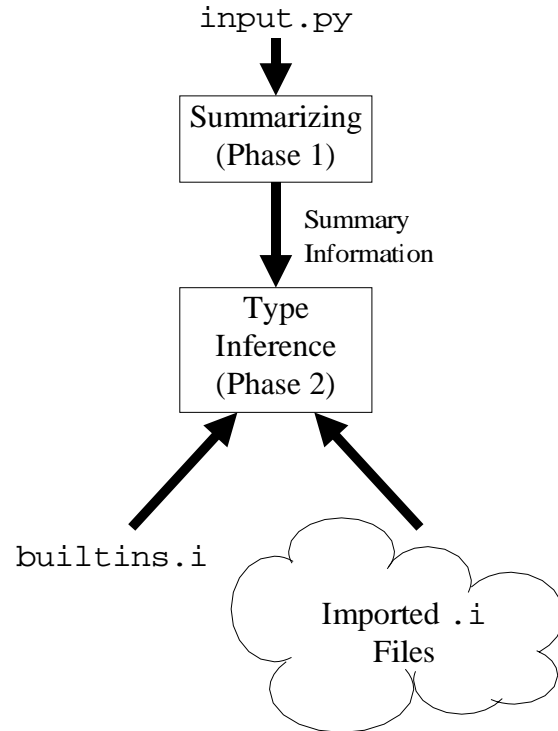 input.py
Summarizing
(Phase 1)
Summary
Information
Type
Inference
(Phase 2)
builtins.i
Imported .i
Files